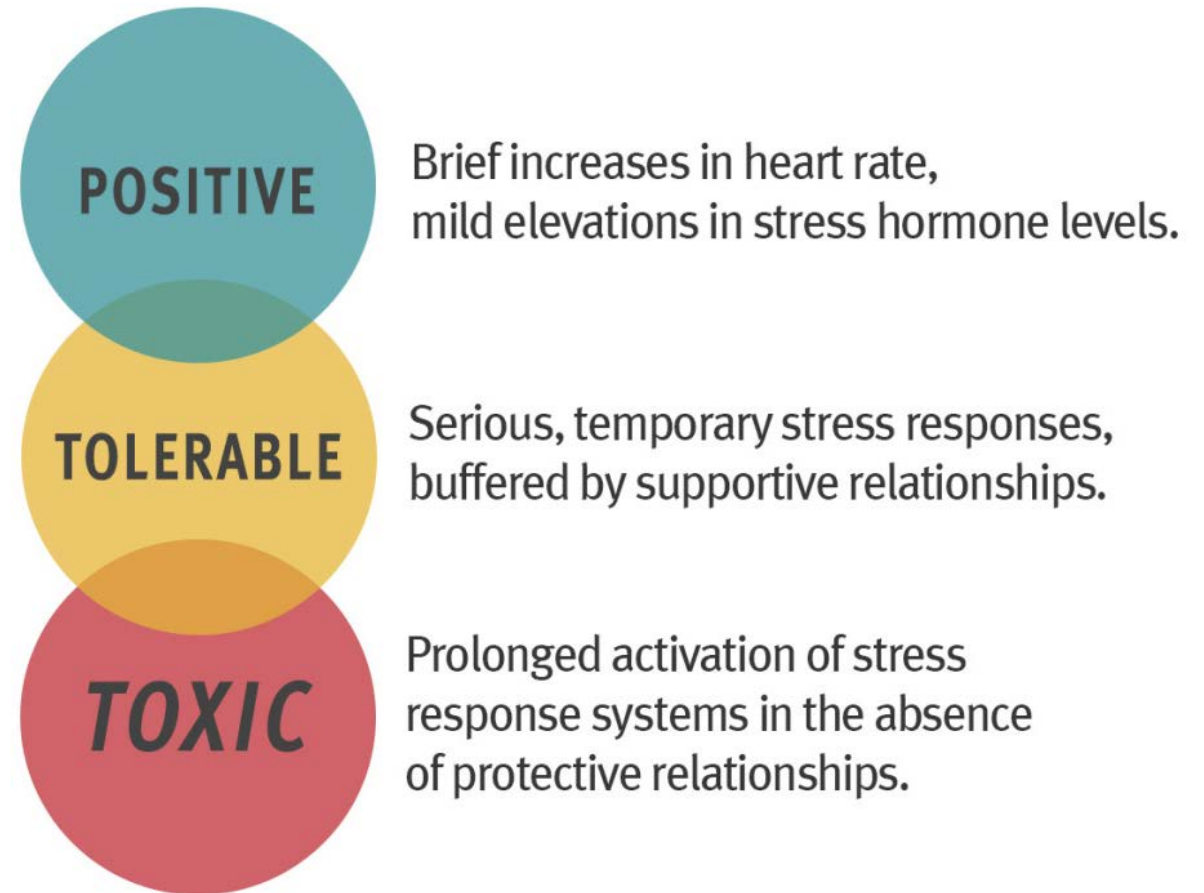 POSITIVE
Brief increases in heart rate,
mild elevations in stress hormone levels.
TOLERABLE
Serious, temporary stress responses,
buffered by supportive relationships.
TOXIC
Prolonged activation of stress
response systems in the absence
of protective relationships.